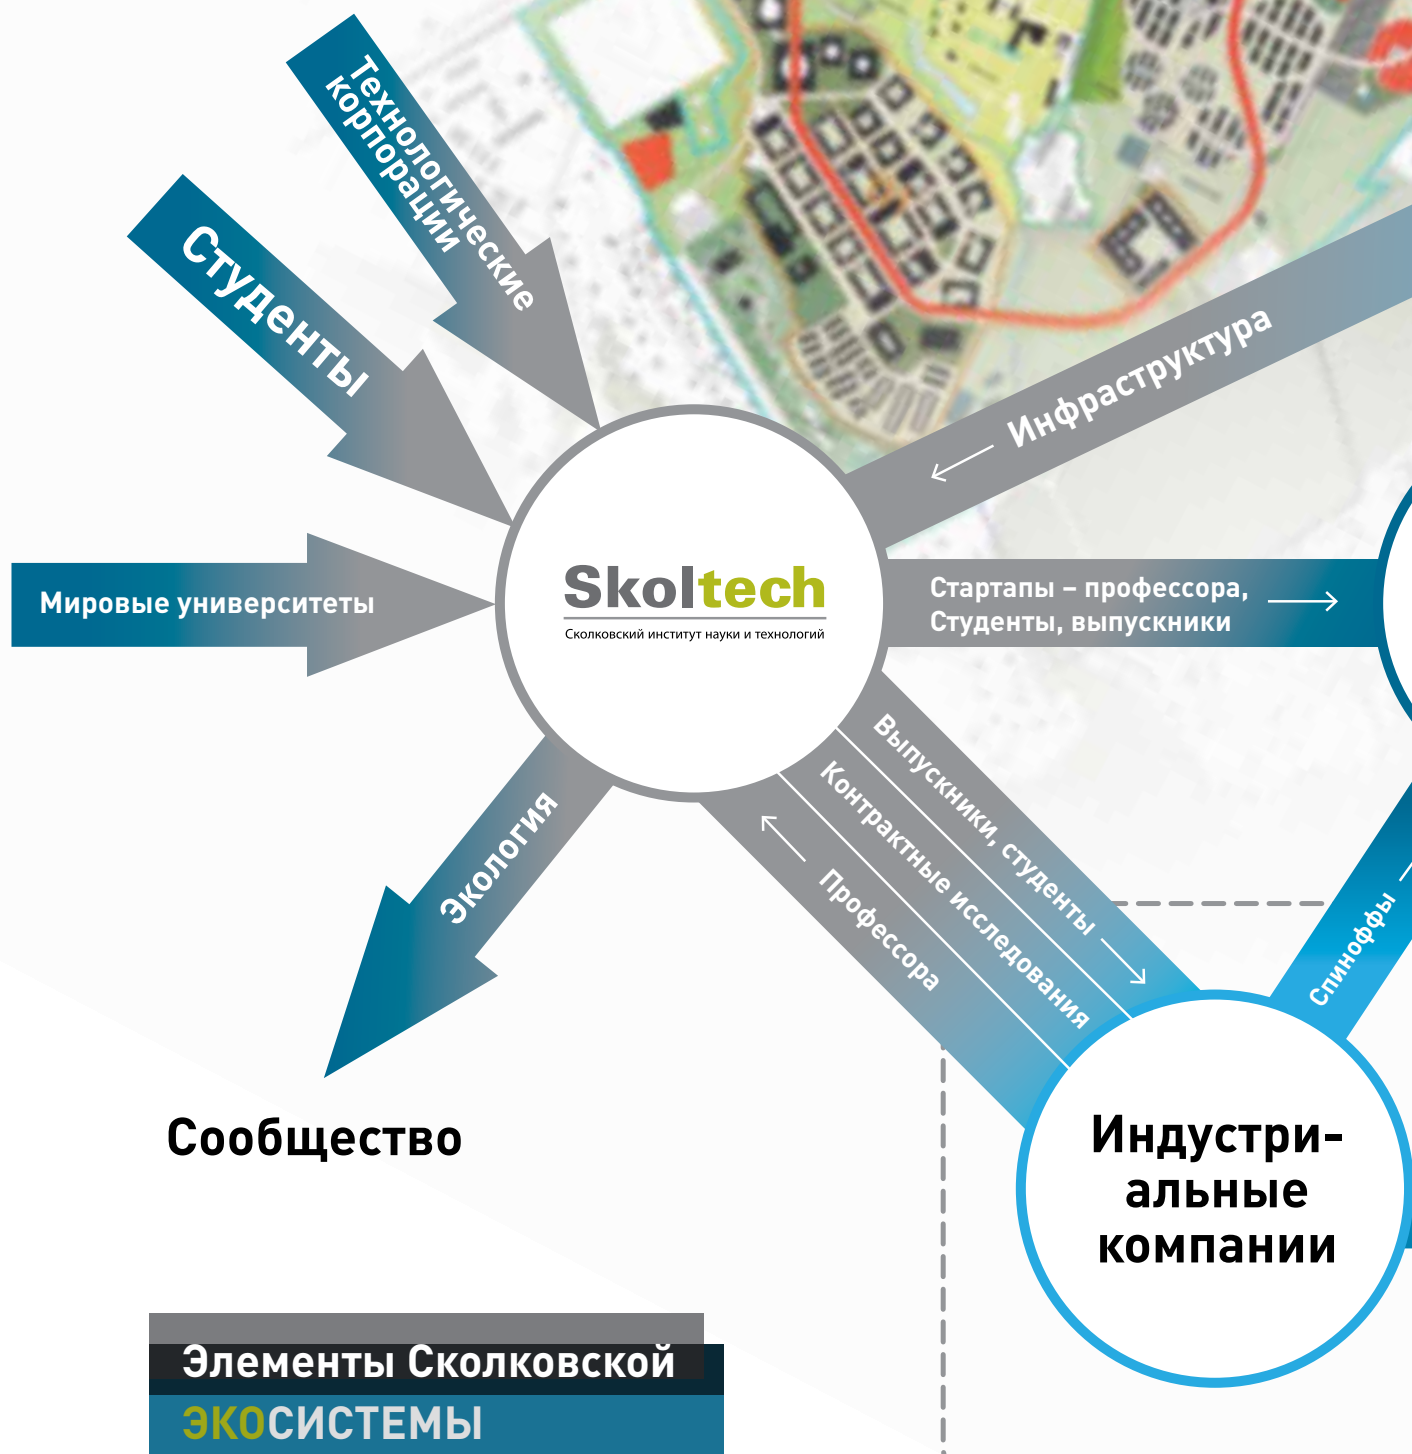 Технологические
корпорации
Студенты
Мировые университеты
Skoltech
Сколковский институт науки и технологий
← Инфраструктура
Стартапы – профессора, →
Студенты, выпускники
Выпускники, студенты →
Контрактные исследования
← Профессора
Экология
Спиноффы →
Сообщество
Индустри-
альные
компании
Элементы Сколковской
ЭКОСИСТЕМЫ